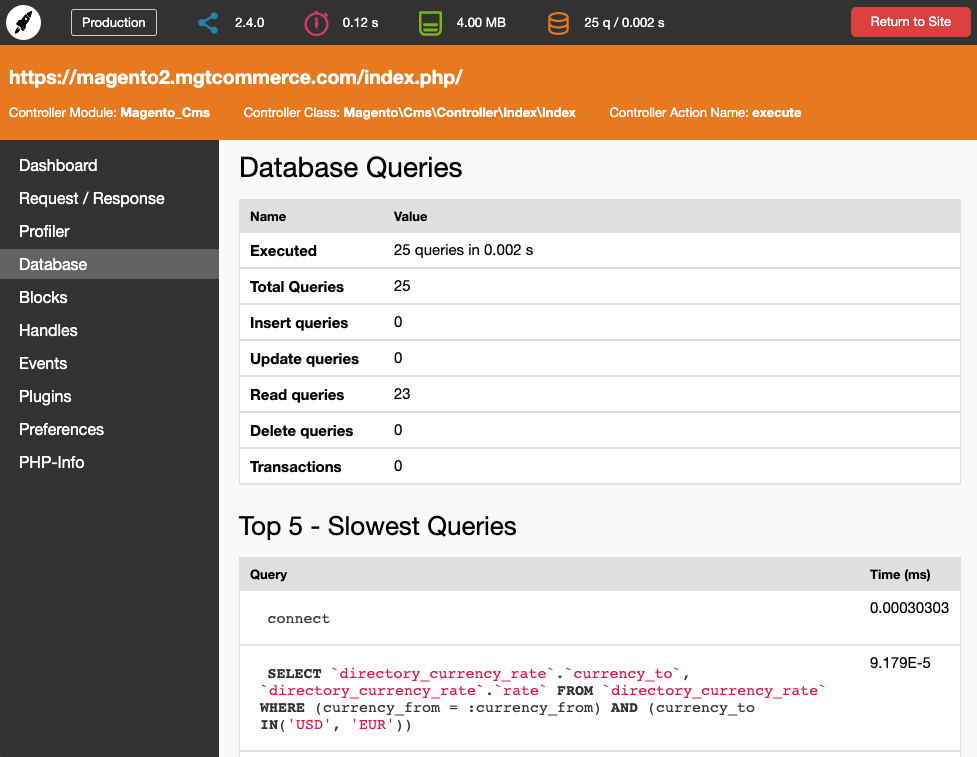 Production 2.4.0 0.12 s 4.00 MB 25 q / 0.002 s Return to Site
https://magento2.mgtcommerce.com/index.php/
Controller Module: Magento_Cms Controller Class: Magento\Cms\Controller\Index\Index Controller Action Name: execute
Dashboard
Request / Response
Profiler
Database
Blocks
Handles
Events
Plugins
Preferences
PHP-Info
Database Queries
Name Value
Executed 25 queries in 0.002 s
Total Queries 25
Insert queries 0
Update queries 0
Read queries 23
Delete queries 0
Transactions 0
Top 5 - Slowest Queries
Query Time (ms)
connect 0.00030303
SELECT `directory_currency_rate`.`currency_to`, 9.179E-5
`directory_currency_rate`.`rate` FROM `directory_currency_rate`
WHERE (currency_from = :currency_from) AND (currency_to
IN('USD', 'EUR'))